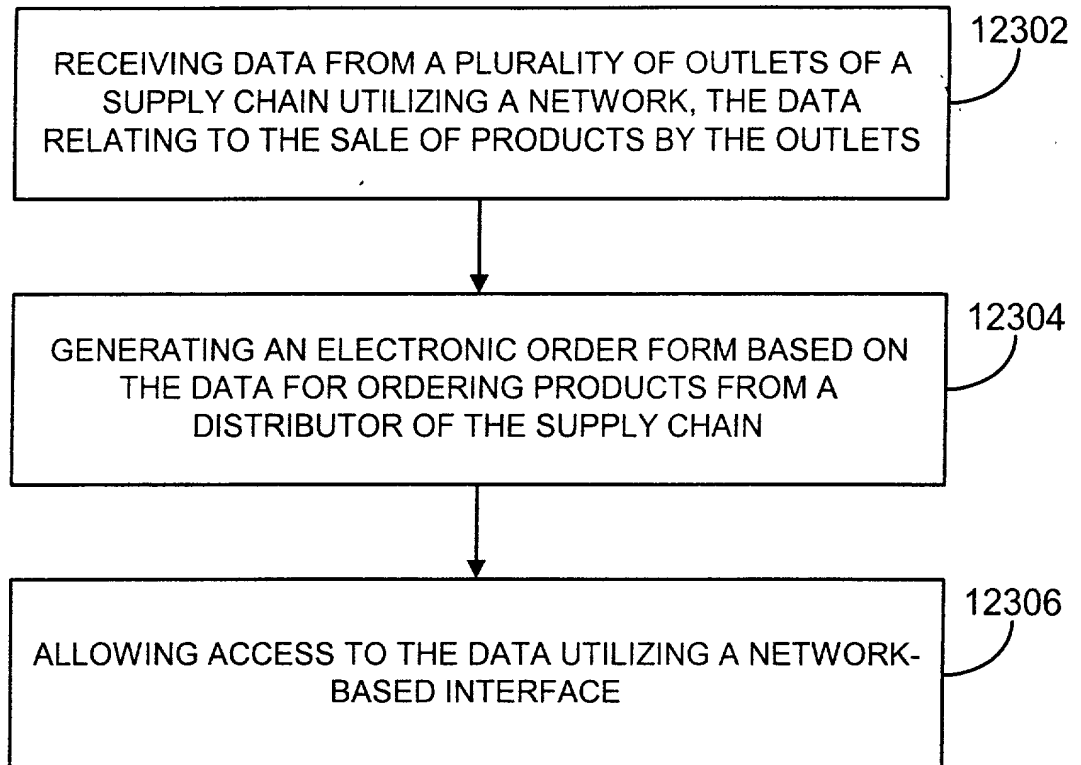 12302
RECEIVING DATA FROM A PLURALITY OF OUTLETS OF A
SUPPLY CHAIN UTILIZING A NETWORK, THE DATA
RELATING TO THE SALE OF PRODUCTS BY THE OUTLETS
12304
GENERATING AN ELECTRONIC ORDER FORM BASED ON
THE DATA FOR ORDERING PRODUCTS FROM A
DISTRIBUTOR OF THE SUPPLY CHAIN
12306
ALLOWING ACCESS TO THE DATA UTILIZING A NETWORK-
BASED INTERFACE